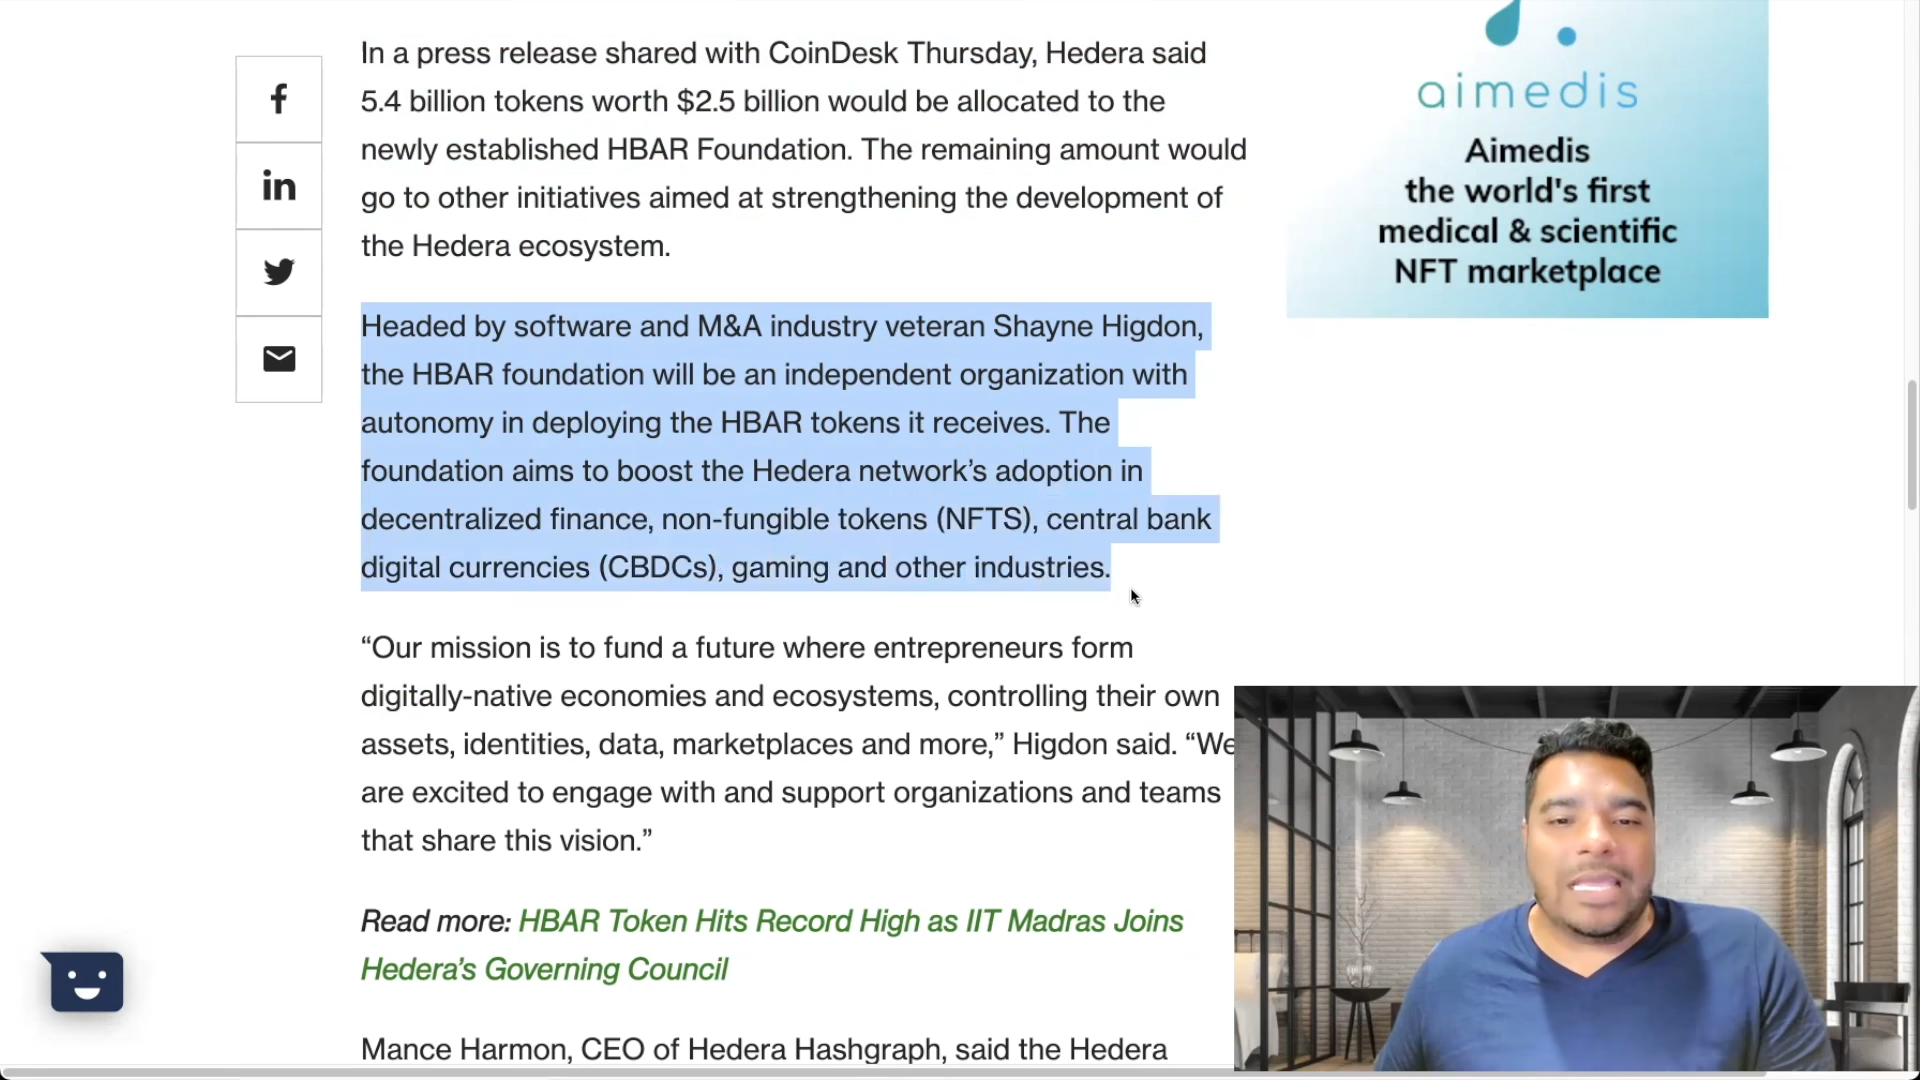 In a press release shared with CoinDesk Thursday, Hedera said
5.4 billion tokens worth $2.5 billion would be allocated to the
newly established HBAR Foundation. The remaining amount would
go to other initiatives aimed at strengthening the development of
the Hedera ecosystem.
Headed by software and M&A industry veteran Shayne Higdon,
the HBAR foundation will be an independent organization with
autonomy in deploying the HBAR tokens it receives. The
foundation aims to boost the Hedera network’s adoption in
decentralized finance, non-fungible tokens (NFTS), central bank
digital currencies (CBDCs), gaming and other industries.
“Our mission is to fund a future where entrepreneurs form
digitally-native economies and ecosystems, controlling their own
assets, identities, data, marketplaces and more,” Higdon said. “We
are excited to engage with and support organizations and teams
that share this vision.”
Read more: HBAR Token Hits Record High as IIT Madras Joins
Hedera’s Governing Council
Mance Harmon, CEO of Hedera Hashgraph, said the Hedera
aimedis
Aimedis
the world's first
medical & scientific
NFT marketplace